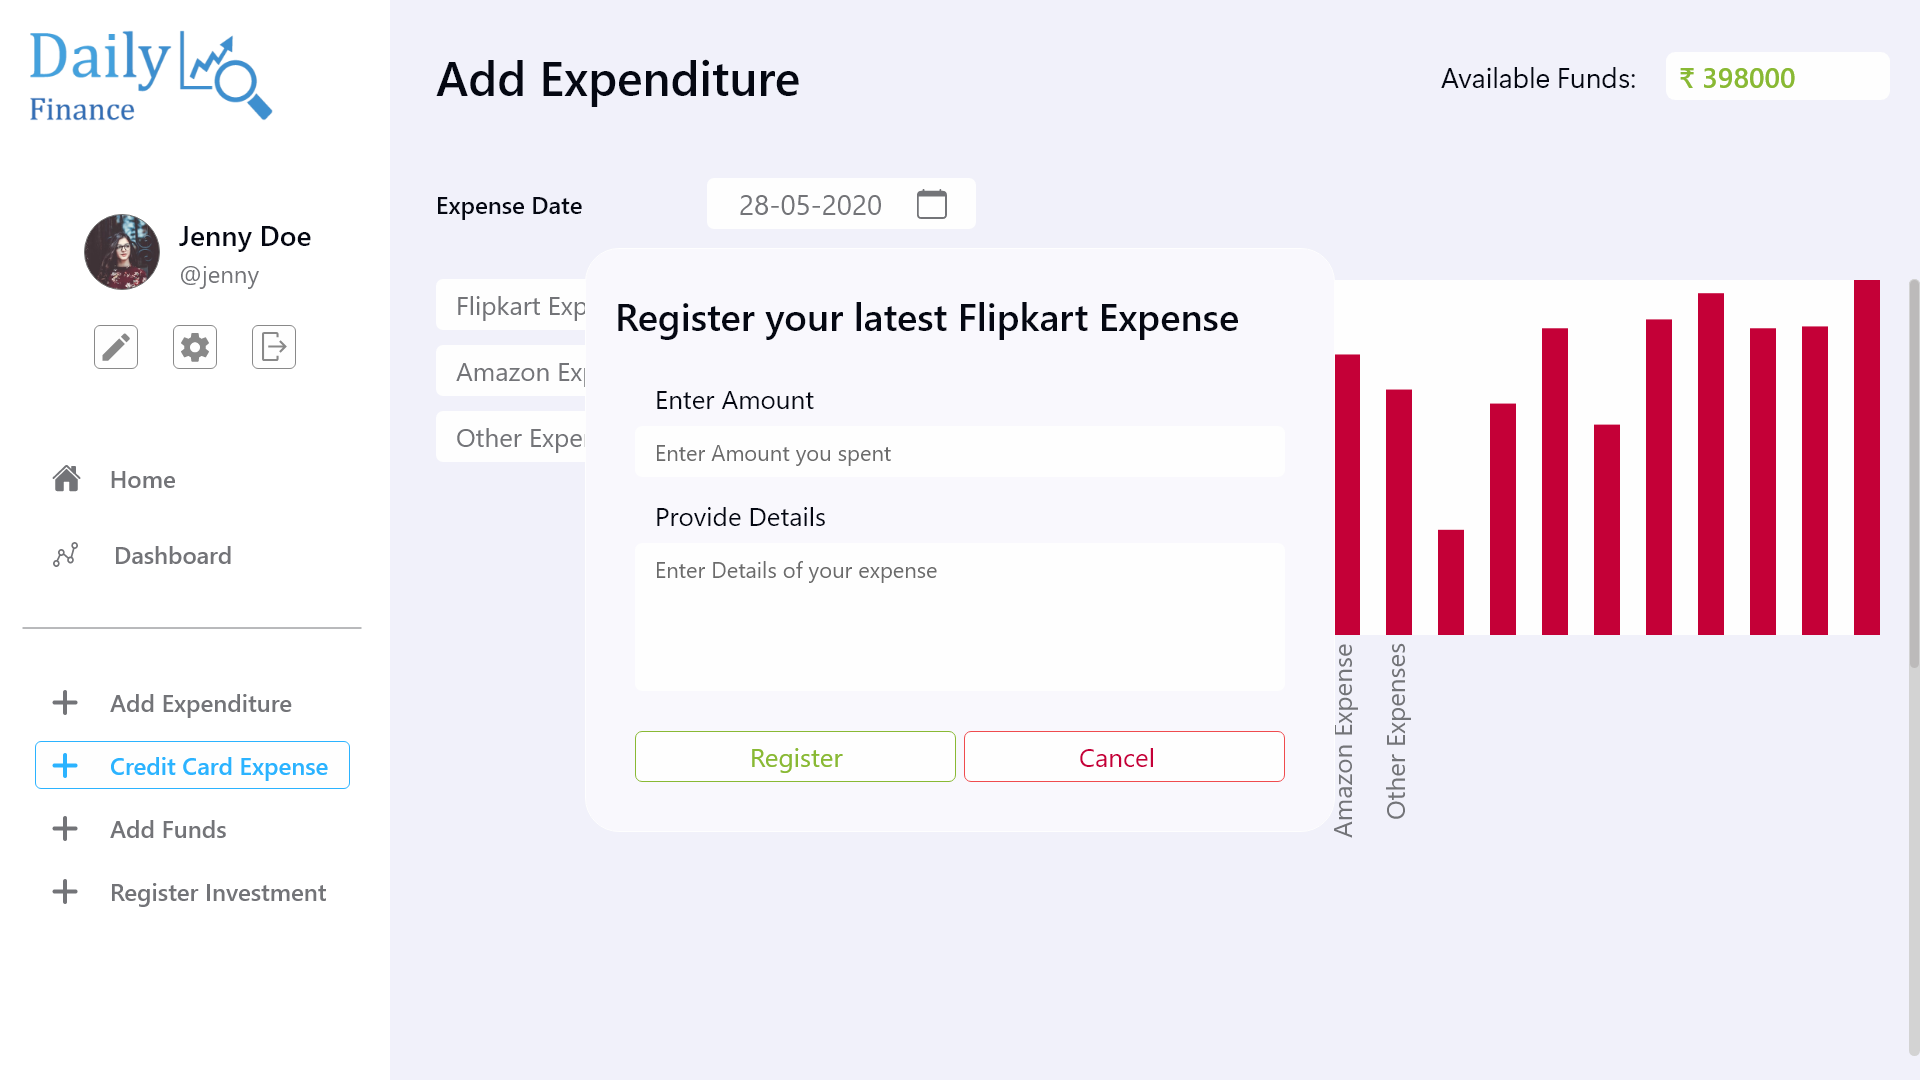 Daily
Finance
Jenny Doe
@jenny
Home
Dashboard
Add Expenditure
Credit Card Expense
Add Funds
Register Investment
Add Expenditure
Available Funds:
₹ 398000
Expense Date
28-05-2020
Flipkart Exp
Amazon Exp
Other Expe
Register your latest Flipkart Expense
Enter Amount
Enter Amount you spent
Provide Details
Enter Details of your expense
Register
Cancel
Amazon Expense
Other Expenses